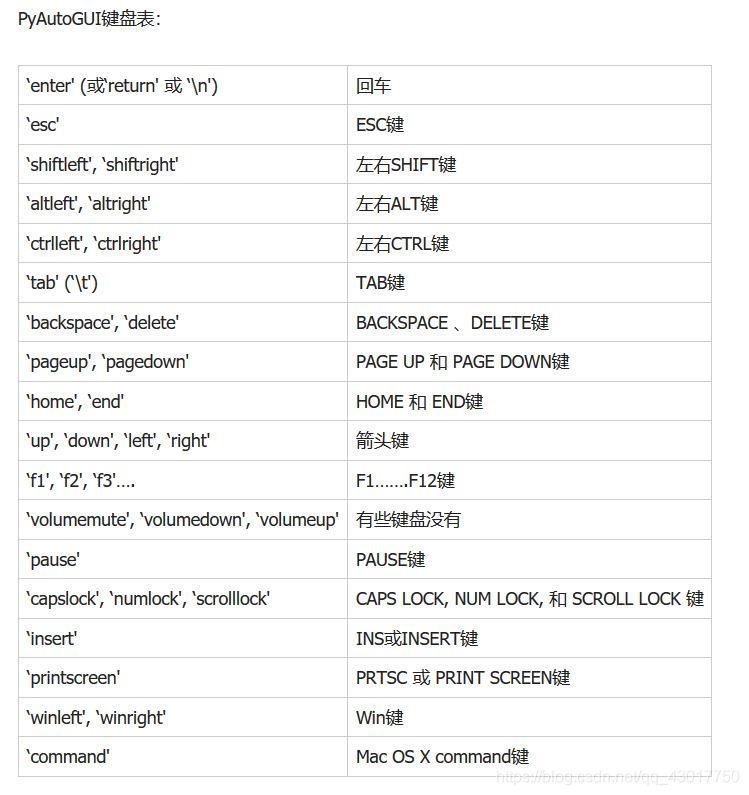 PyAutoGUI键盘表：
‘enter' (或‘return' 或 ‘\n') 回车
‘esc' ESC键
‘shiftleft', ‘shiftright' 左右SHIFT键
‘altleft', ‘altright' 左右ALT键
‘ctrlleft', ‘ctrlright' 左右CTRL键
‘tab' (‘\t') TAB键
‘backspace', ‘delete' BACKSPACE 、DELETE键
‘pageup', ‘pagedown' PAGE UP 和 PAGE DOWN键
‘home', ‘end' HOME 和 END键
‘up', ‘down', ‘left', ‘right' 箭头键
‘f1', ‘f2', ‘f3'…. F1…….F12键
‘volumemute', ‘volumedown', ‘volumeup' 有些键盘没有
‘pause' PAUSE键
‘capslock', ‘numlock', ‘scrolllock' CAPS LOCK, NUM LOCK, 和 SCROLL LOCK 键
‘insert' INS或INSERT键
‘printscreen' PRTSC 或 PRINT SCREEN键
‘winleft', ‘winright' Win键
‘command' Mac OS X command键
https://blog.csdn.net/qq_43017750